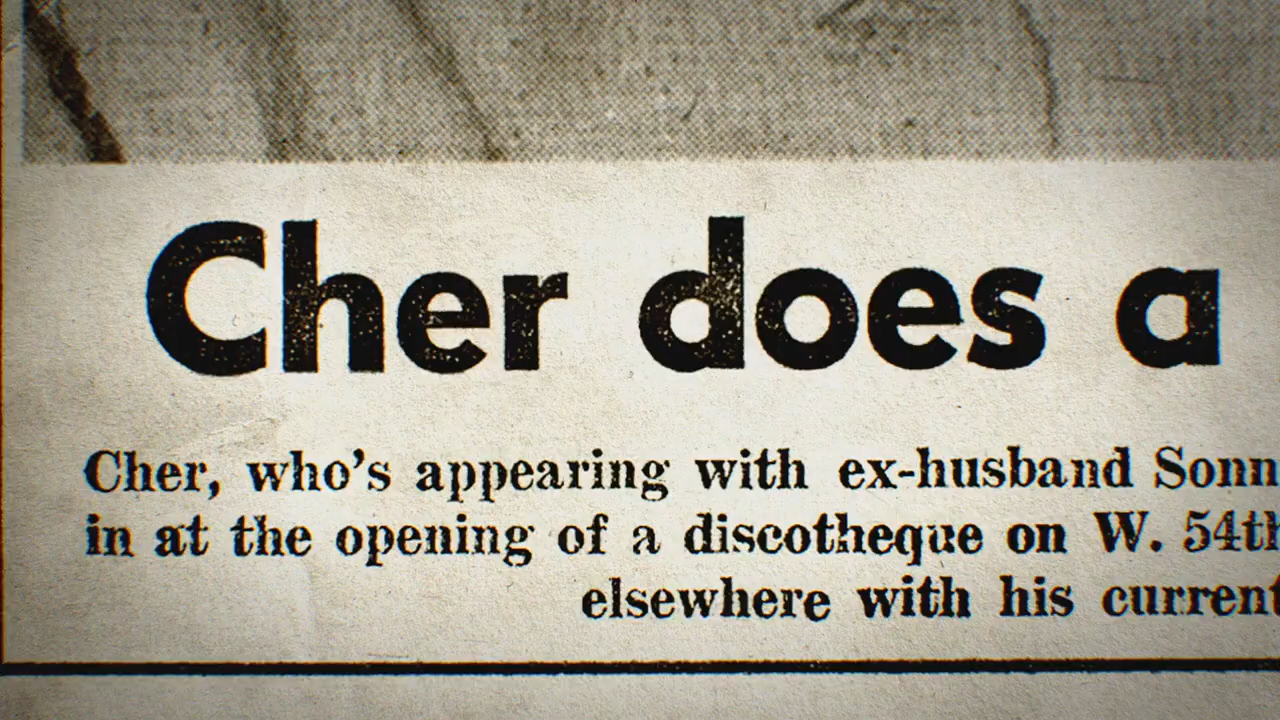 Cher does a
Cher, who's appearing with ex-husband Sonn
in at the opening of a discotheque on W. 54th
elsewhere with his current